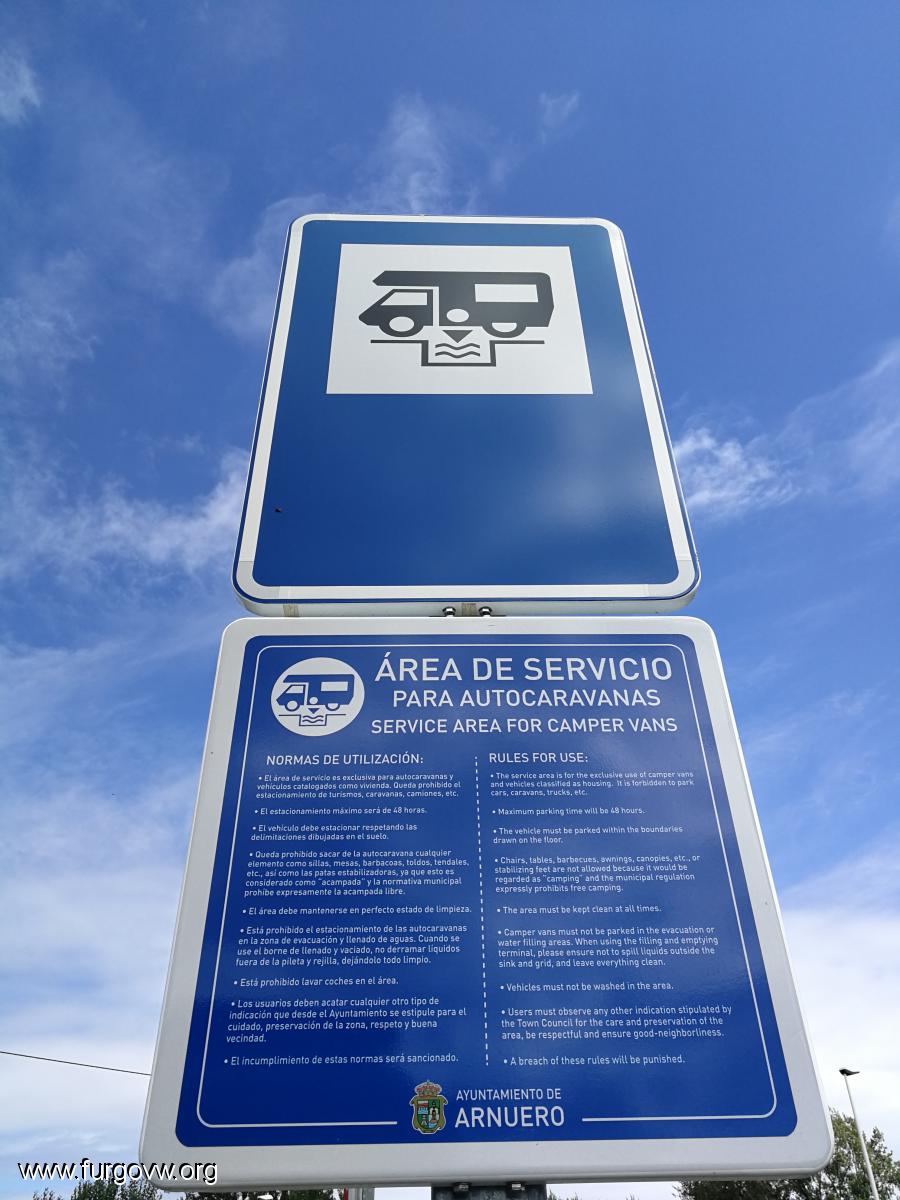 ÁREA DE SERVICIO
PARA AUTOCARAVANAS
SERVICE AREA FOR CAMPER VANS
NORMAS DE UTILIZACIÓN:
• El área de servicio es exclusiva para autocaravanas y
vehículos catalogados como vivienda. Queda prohibido el
estacionamiento de turismos, caravanas, camiones, etc.
• El estacionamiento máximo será de 48 horas.
• El vehículo debe estacionar respetando las
delimitaciones dibujadas en el suelo.
• Queda prohibido sacar de la autocaravana cualquier
elemento como sillas, mesas, barbacoas, toldos, tendales,
etc., así como las patas estabilizadoras, ya que esto es
considerado como "acampada" y la normativa municipal
prohibe expresamente la acampada libre.
• El área debe mantenerse en perfecto estado de limpieza.
• Está prohibido el estacionamiento de las autocaravanas
en la zona de evacuación y llenado de aguas. Cuando se
use el borne de llenado y vaciado, no derramar líquidos
fuera de la pileta y rejilla, dejándolo todo limpio.
• Está prohibido lavar coches en el área.
• Los usuarios deben acatar cualquier otro tipo de
indicación que desde el Ayuntamiento se estipule para el
cuidado, preservación de la zona, respeto y buena
vecindad.
• El incumplimiento de estas normas será sancionado.
RULES FOR USE:
• The service area is for the exclusive use of camper vans
and vehicles classified as housing. It is forbidden to park
cars, caravans, trucks, etc.
• Maximum parking time will be 48 hours.
• The vehicle must be parked within the boundaries
drawn on the floor.
• Chairs, tables, barbecues, awnings, canopies, etc., or
stabilizing feet are not allowed because it would be
regarded as "camping" and the municipal regulation
expressly prohibits free camping.
• The area must be kept clean at all times.
• Camper vans must not be parked in the evacuation or
water filling areas. When using the filling and emptying
terminal, please ensure not to spill liquids outside the
sink and grid, and leave everything clean.
• Vehicles must not be washed in the area.
• Users must observe any other indication stipulated by
the Town Council for the care and preservation of the
area, be respectful and ensure good-neighborliness.
• A breach of these rules will be punished.
AYUNTAMIENTO DE
ARNUERO
www.furgovw.org